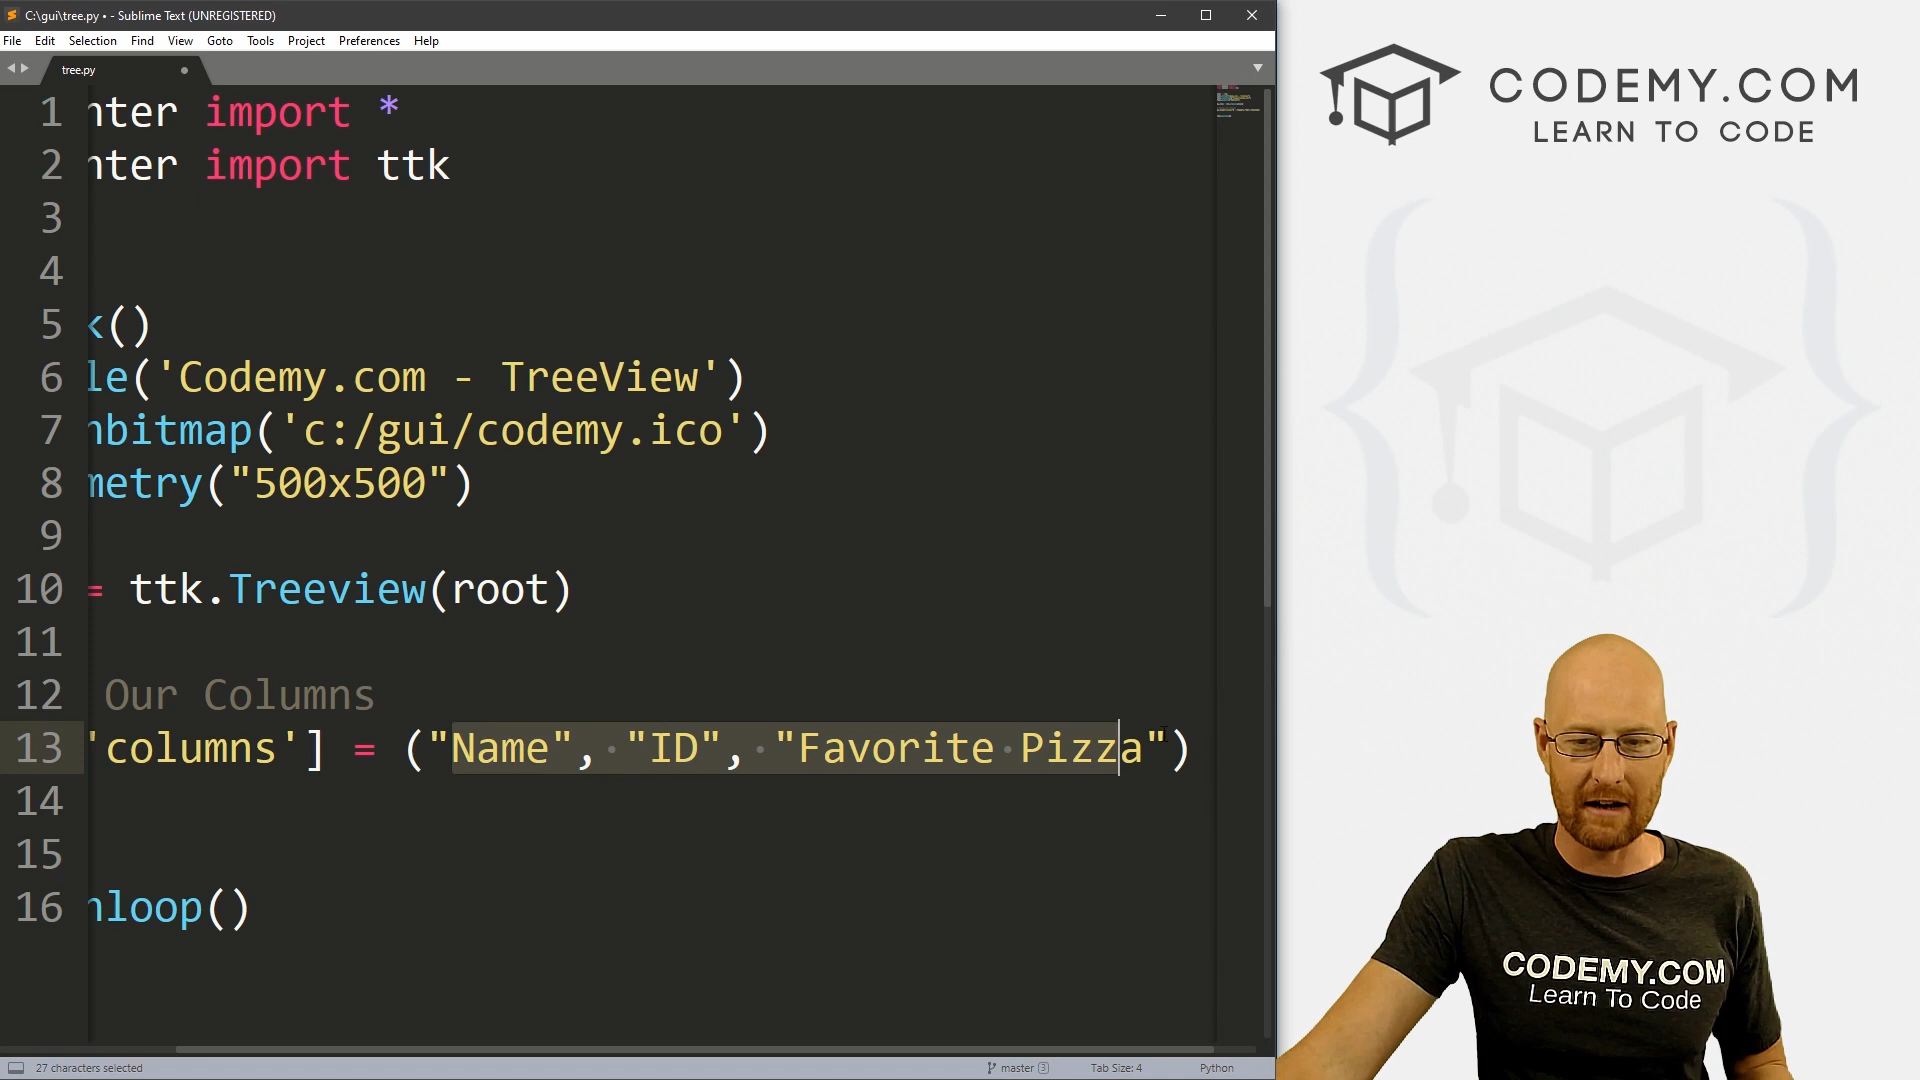 C:\gui\tree.py • - Sublime Text (UNREGISTERED)
File Edit Selection Find View Goto Tools Project Preferences Help
tree.py
1 nter import *
2 nter import ttk
3
4
5 k()
6 le('Codemy.com - TreeView')
7 nbitmap('c:/gui/codemy.ico')
8 metry("500x500")
9
10 = ttk.Treeview(root)
11
12 Our Columns
13 'columns'] = ("Name", "ID", "Favorite Pizza")
14
15
16 nloop()
27 characters selected
master 3
Tab Size: 4
Python
CODEMY.COM
LEARN TO CODE
CODEMY.COM
Learn To Code